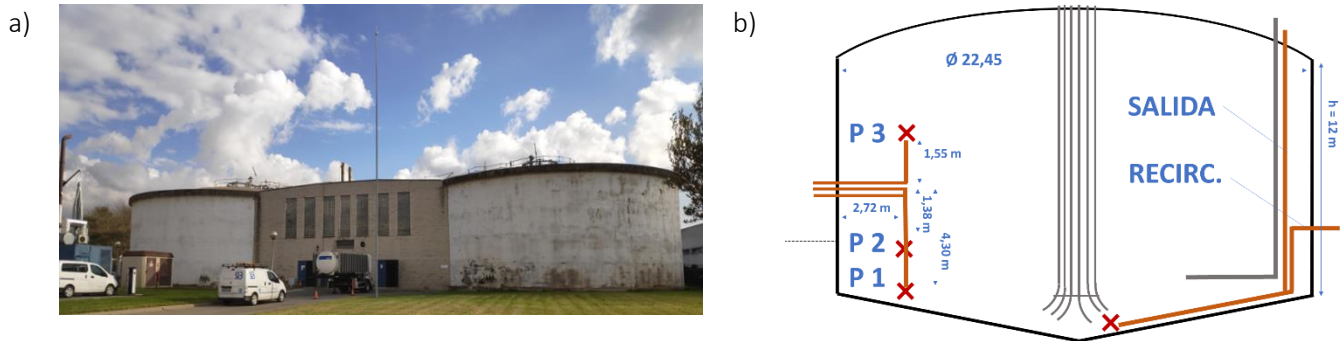 a)
b)
Ø 22,45
P 3
1,55 m
2,72 m
1,38 m
4,30 m
P 2
P 1
SALIDA
RECIRC.
h = 12 m